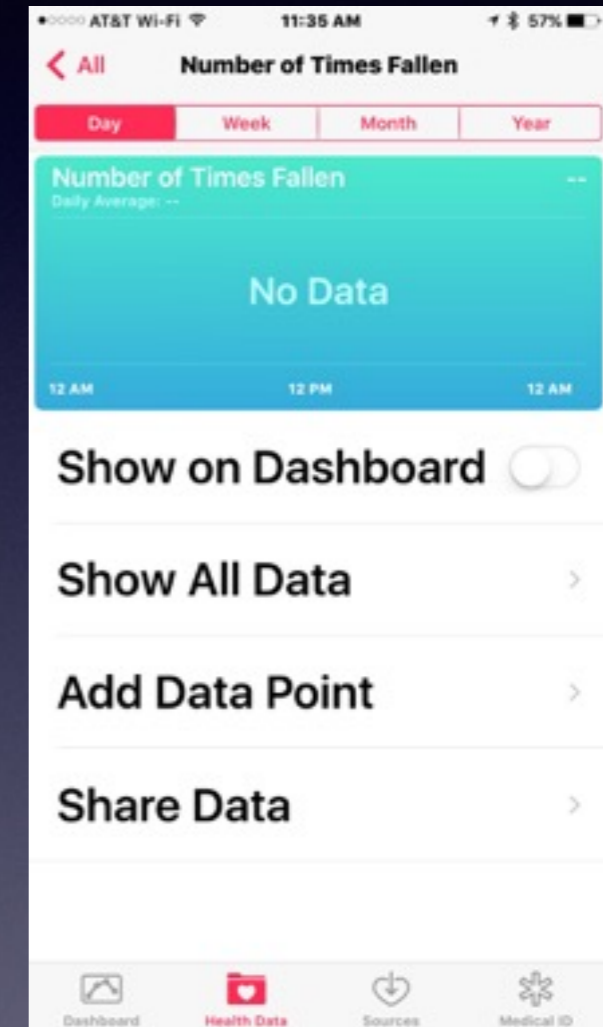 AT&T Wi-Fi 11:35 AM 57%
All Number of Times Fallen
Day Week Month Year
Number of Times Fallen --
Daily Average: --
No Data
12 AM 12 PM 12 AM
Show on Dashboard
Show All Data
Add Data Point
Share Data
Dashboard Health Data Sources Medical ID